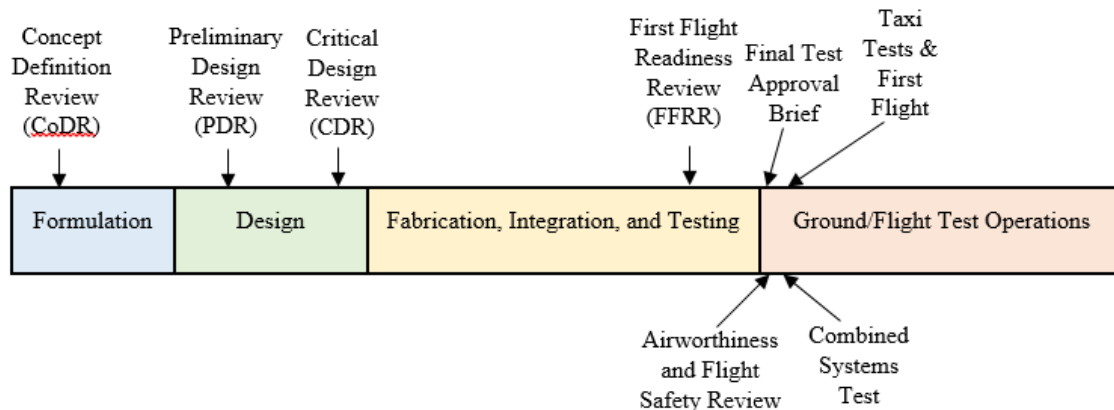 Concept
Definition
Review
(CoDR)
Preliminary
Design
Review
(PDR)
Critical
Design
Review
(CDR)
First Flight
Readiness
Review
(FFRR)
Final Test
Approval
Brief
Taxi
Tests &
First
Flight
Formulation
Design
Fabrication, Integration, and Testing
Ground/Flight Test Operations
Airworthiness
and Flight
Safety Review
Combined
Systems
Test